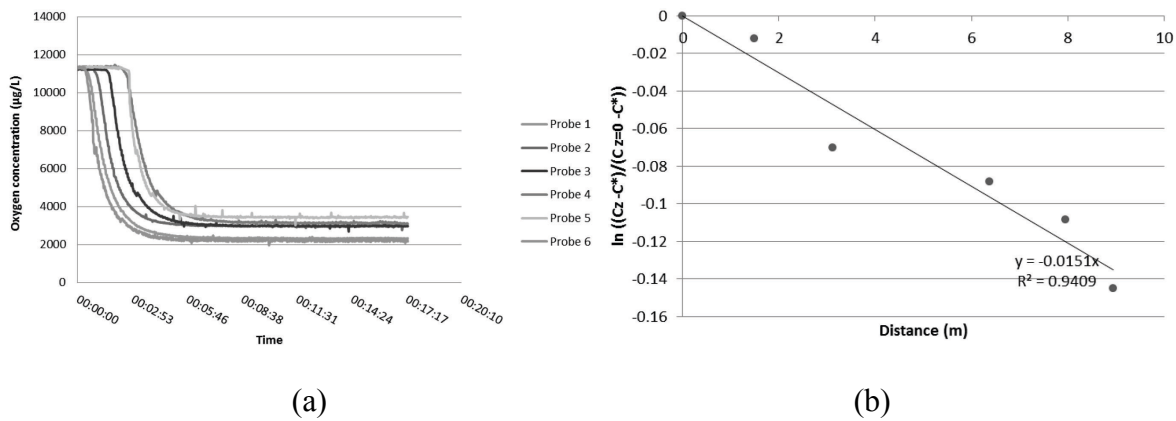 14000
12000
10000
8000
6000
4000
2000
0
Oxygen concentration (µg/L)
00:00:00
00:02:53
00:05:46
00:08:38
00:11:31
00:14:24
00:17:17
00:20:10
Time
Probe 1
Probe 2
Probe 3
Probe 4
Probe 5
Probe 6
(a)
0
-0.02
-0.04
-0.06
-0.08
-0.1
-0.12
-0.14
-0.16
ln ((Cz -C*)/(C z=0 -C*))
0
2
4
6
8
10
y = -0.0151x
R² = 0.9409
Distance (m)
(b)